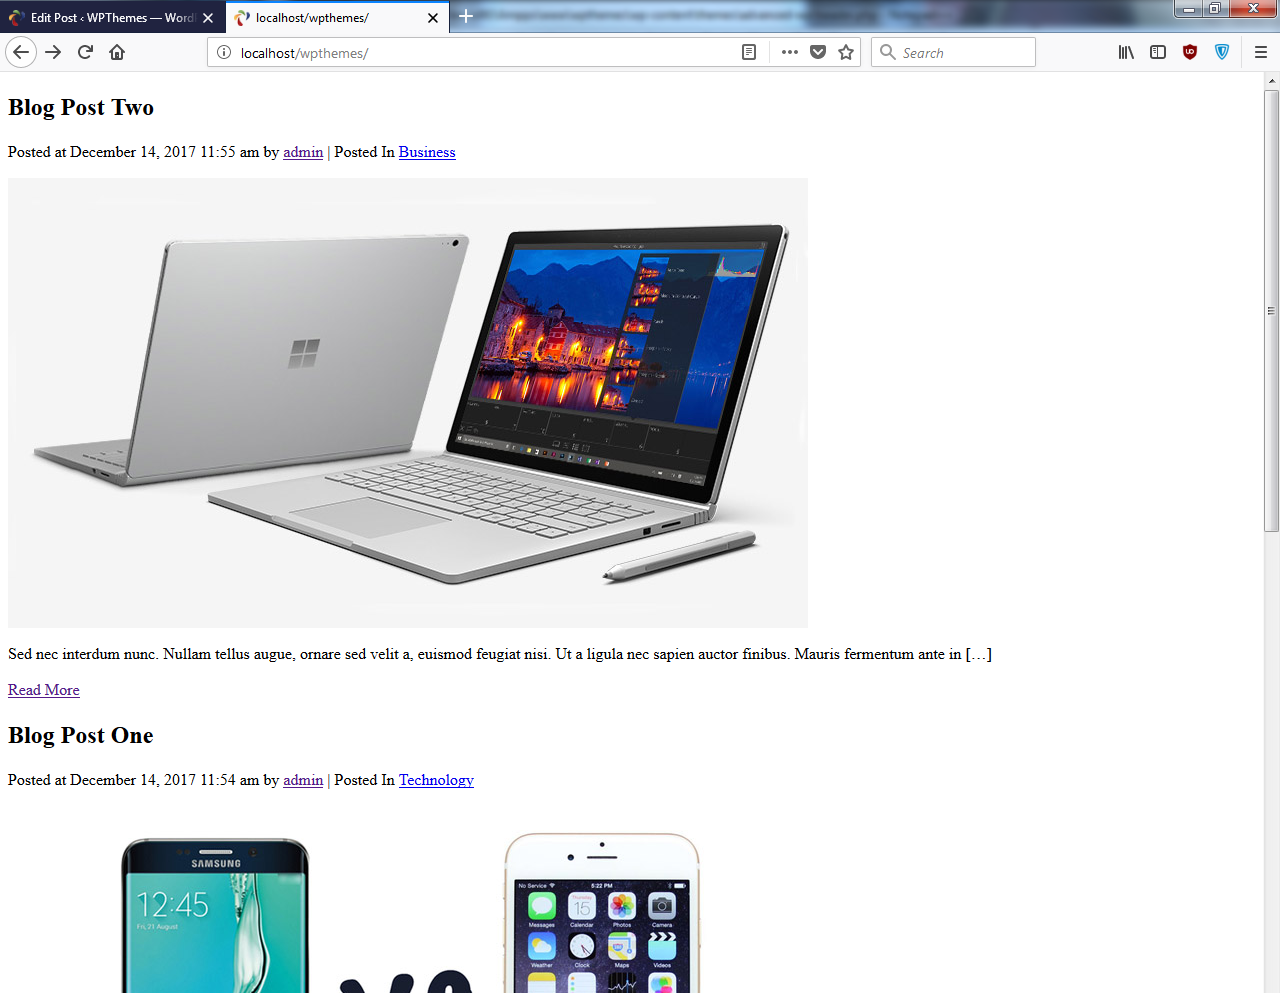 Edit Post ‹ WPThemes — Word
localhost/wpthemes/
localhost/wpthemes/
Search
Blog Post Two
Posted at December 14, 2017 11:55 am by admin | Posted In Business
Sed nec interdum nunc. Nullam tellus augue, ornare sed velit a, euismod feugiat nisi. Ut a ligula nec sapien auctor finibus. Mauris fermentum ante in […]
Read More
Blog Post One
Posted at December 14, 2017 11:54 am by admin | Posted In Technology
SAMSUNG
12:45
Fri, 21 August
No Service 5:22 PM
Thursday
15
Messages Calendar Photos Camera
Weather Clock Maps Videos